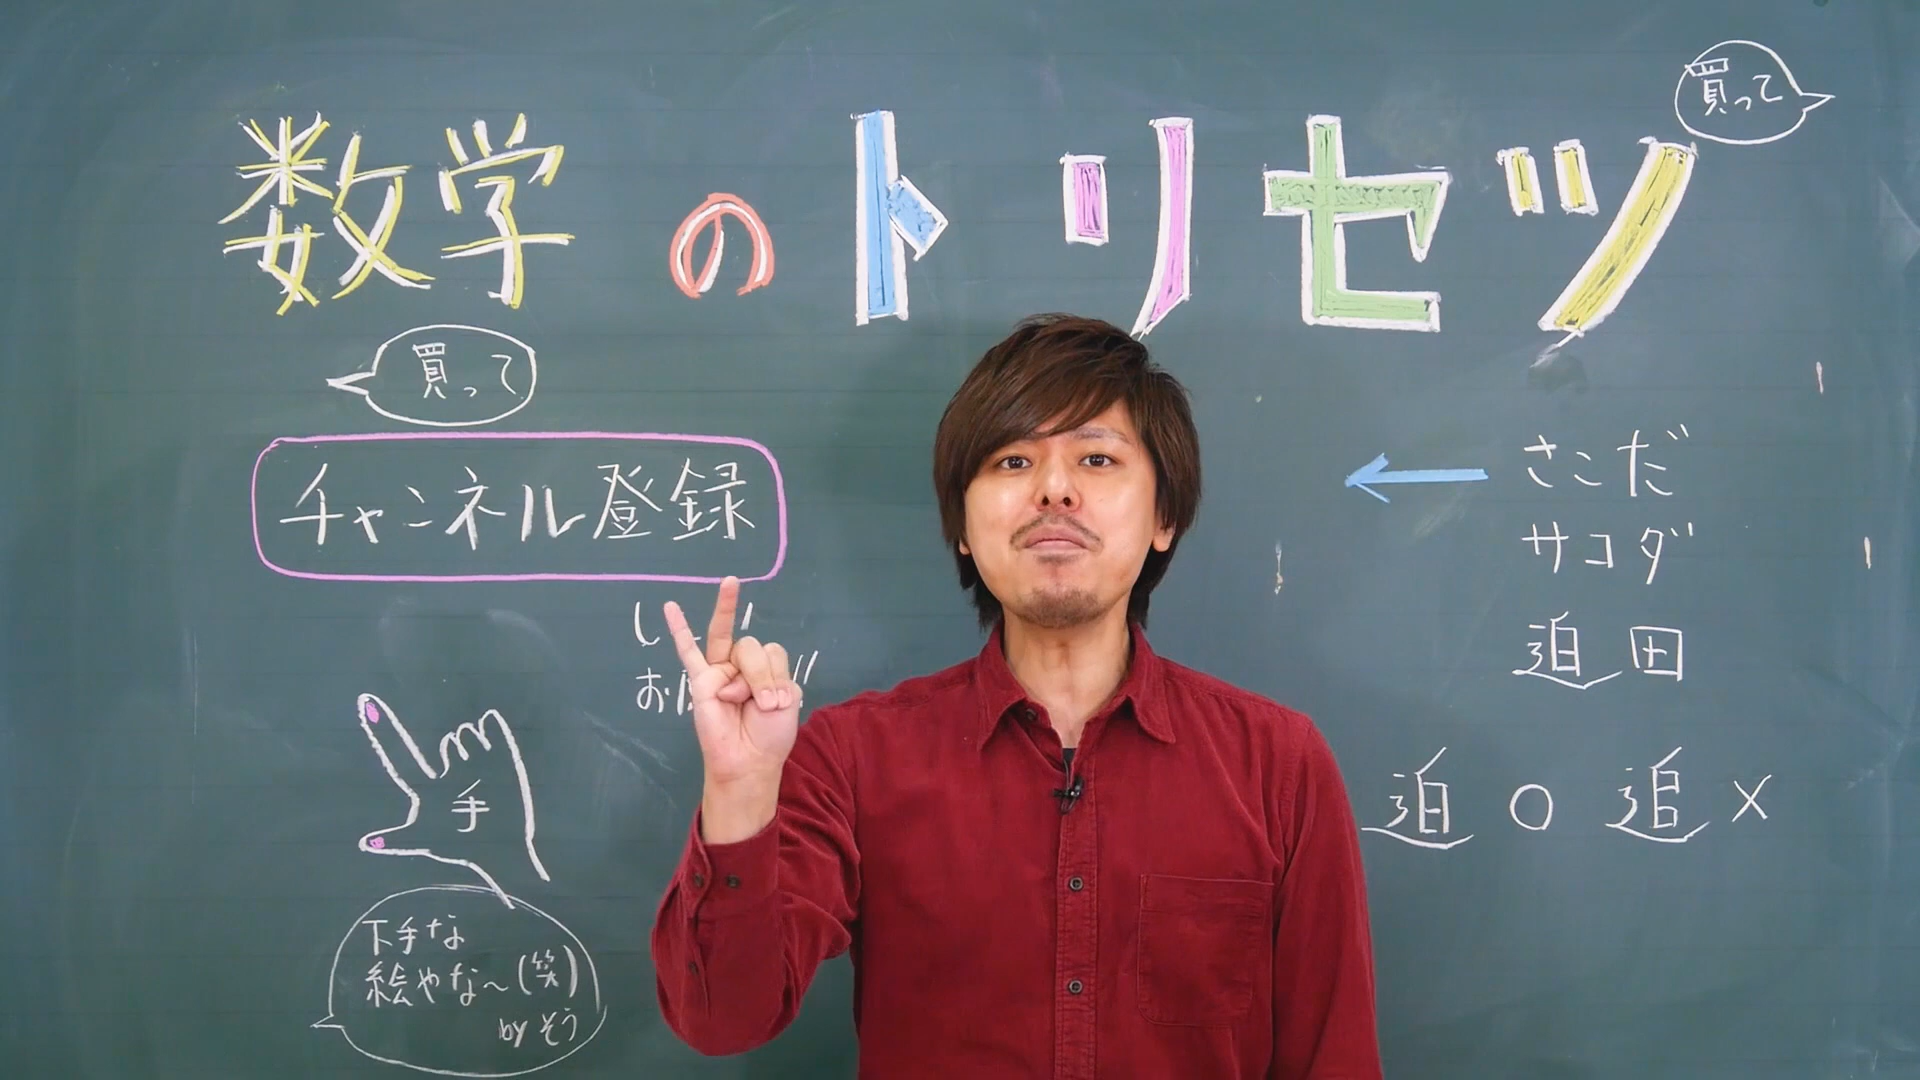 買って
数学のトリセツ
買って
チャンネル登録
さこだ
サコダ
迫田
迫 〇 追 ×
手
下手な
絵やな～(笑)
by そう